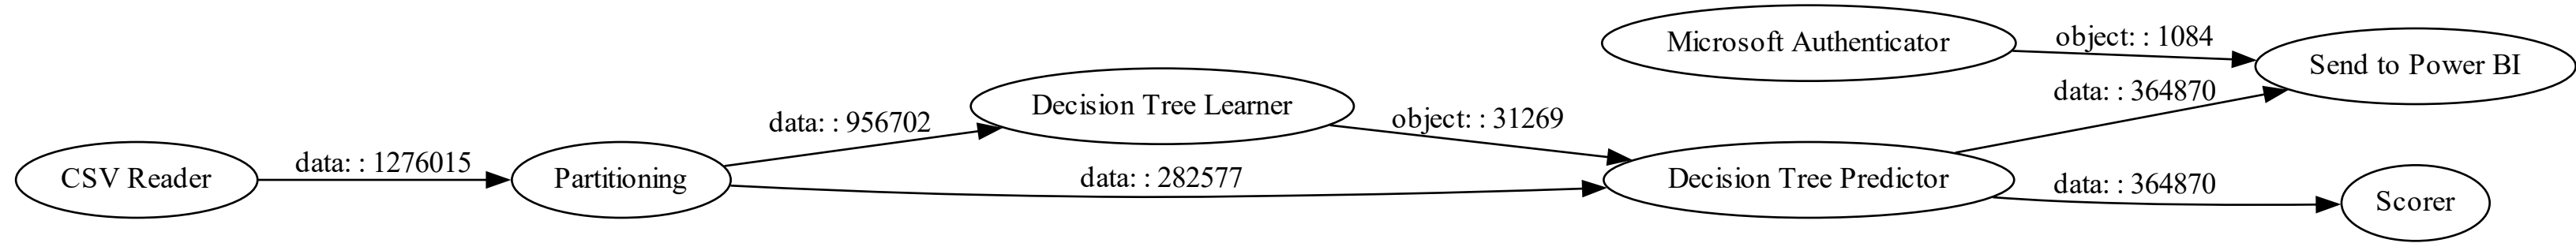 CSV Reader
data: : 1276015
Partitioning
data: : 956702
Decision Tree Learner
object: : 31269
data: : 282577
Decision Tree Predictor
Microsoft Authenticator
object: : 1084
Send to Power BI
data: : 364870
data: : 364870
Scorer